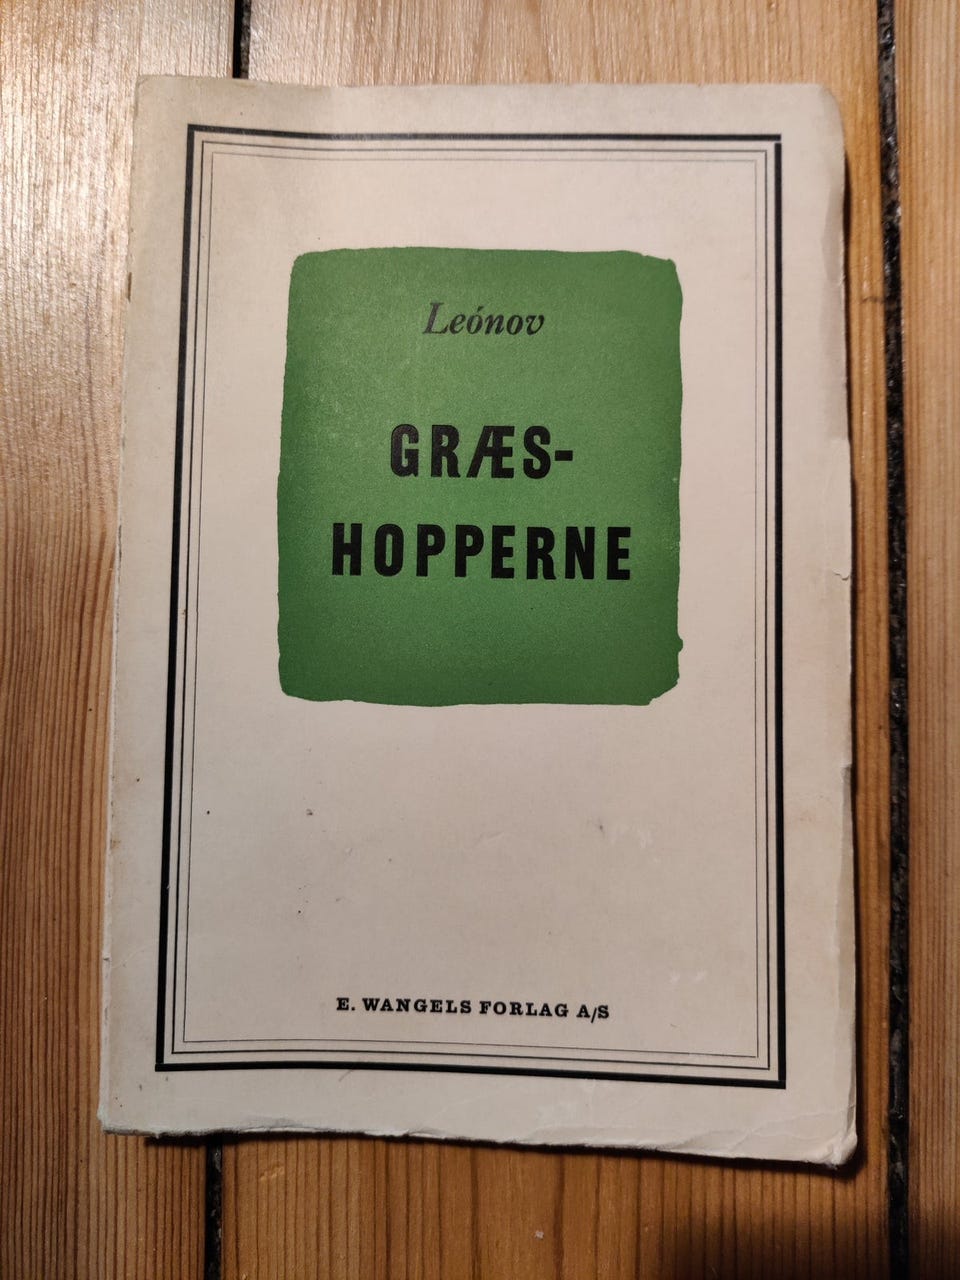 Leónov
GRÆS-
HOPPERNE
E. WANGELS FORLAG A/S